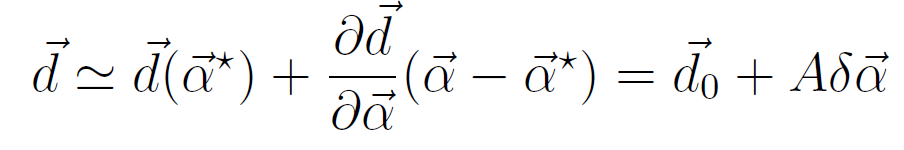 $\vec{d} \simeq \vec{d}(\vec{\alpha}^{\star}) + \frac{\partial \vec{d}}{\partial \vec{\alpha}}(\vec{\alpha} - \vec{\alpha}^{\star}) = \vec{d_0} + A\delta\vec{\alpha}$